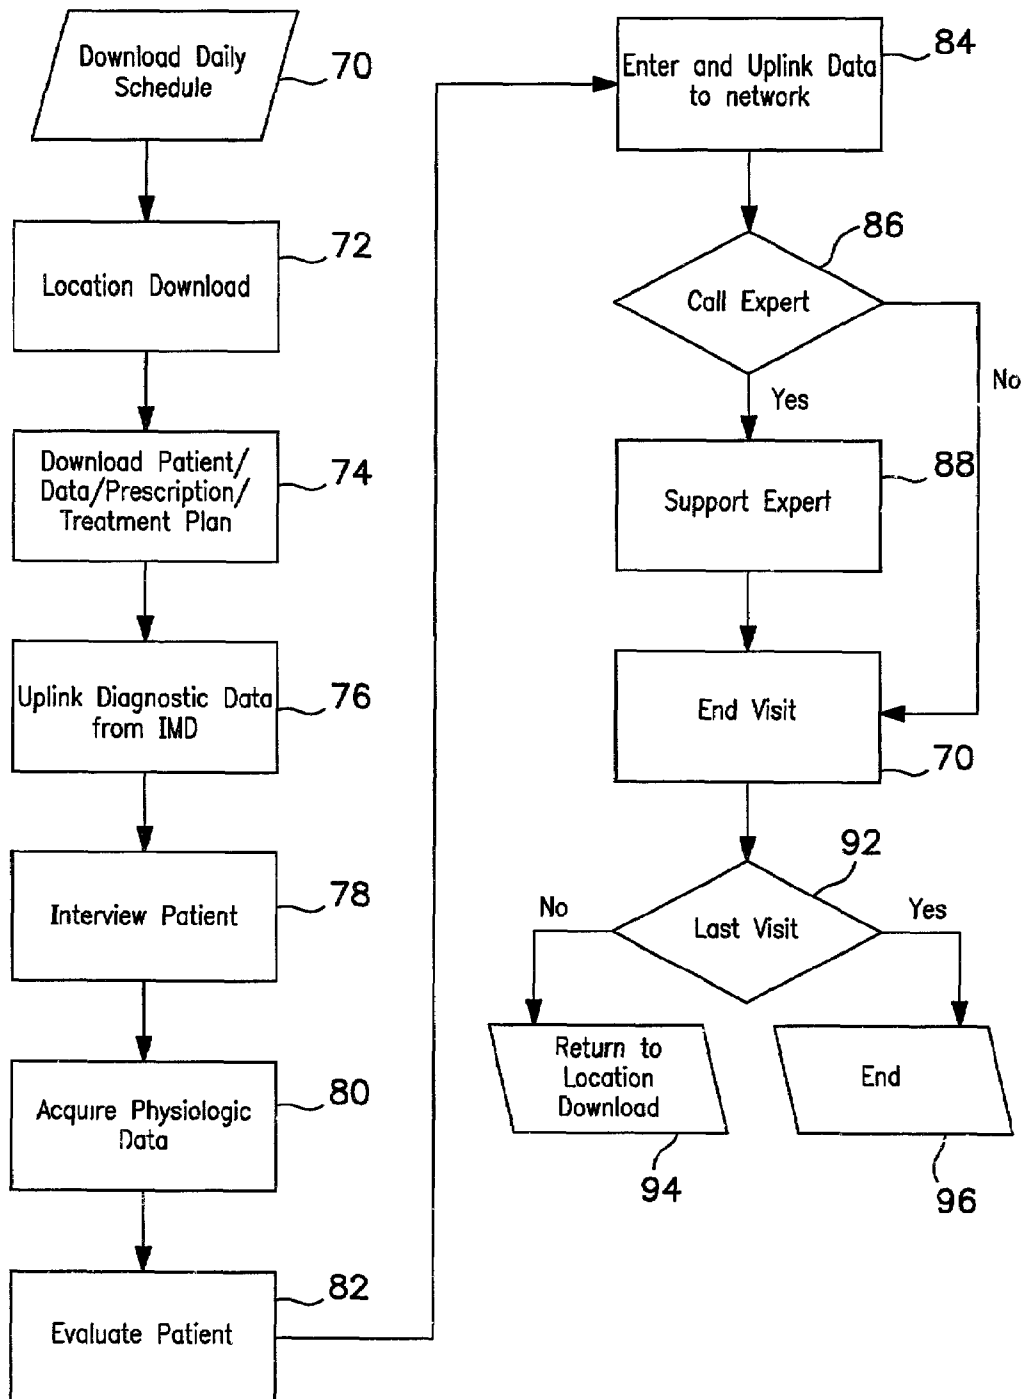 Download Daily
Schedule
70
Location Download
72
Download Patient/
Data/Prescription/
Treatment Plan
74
Uplink Diagnostic Data
from IMD
76
Interview Patient
78
Acquire Physiologic
Data
80
Evaluate Patient
82
Enter and Uplink Data
to network
84
Call Expert
86
No
Yes
Support Expert
88
End Visit
70
Last Visit
92
No
Yes
Return to
Location
Download
94
End
96